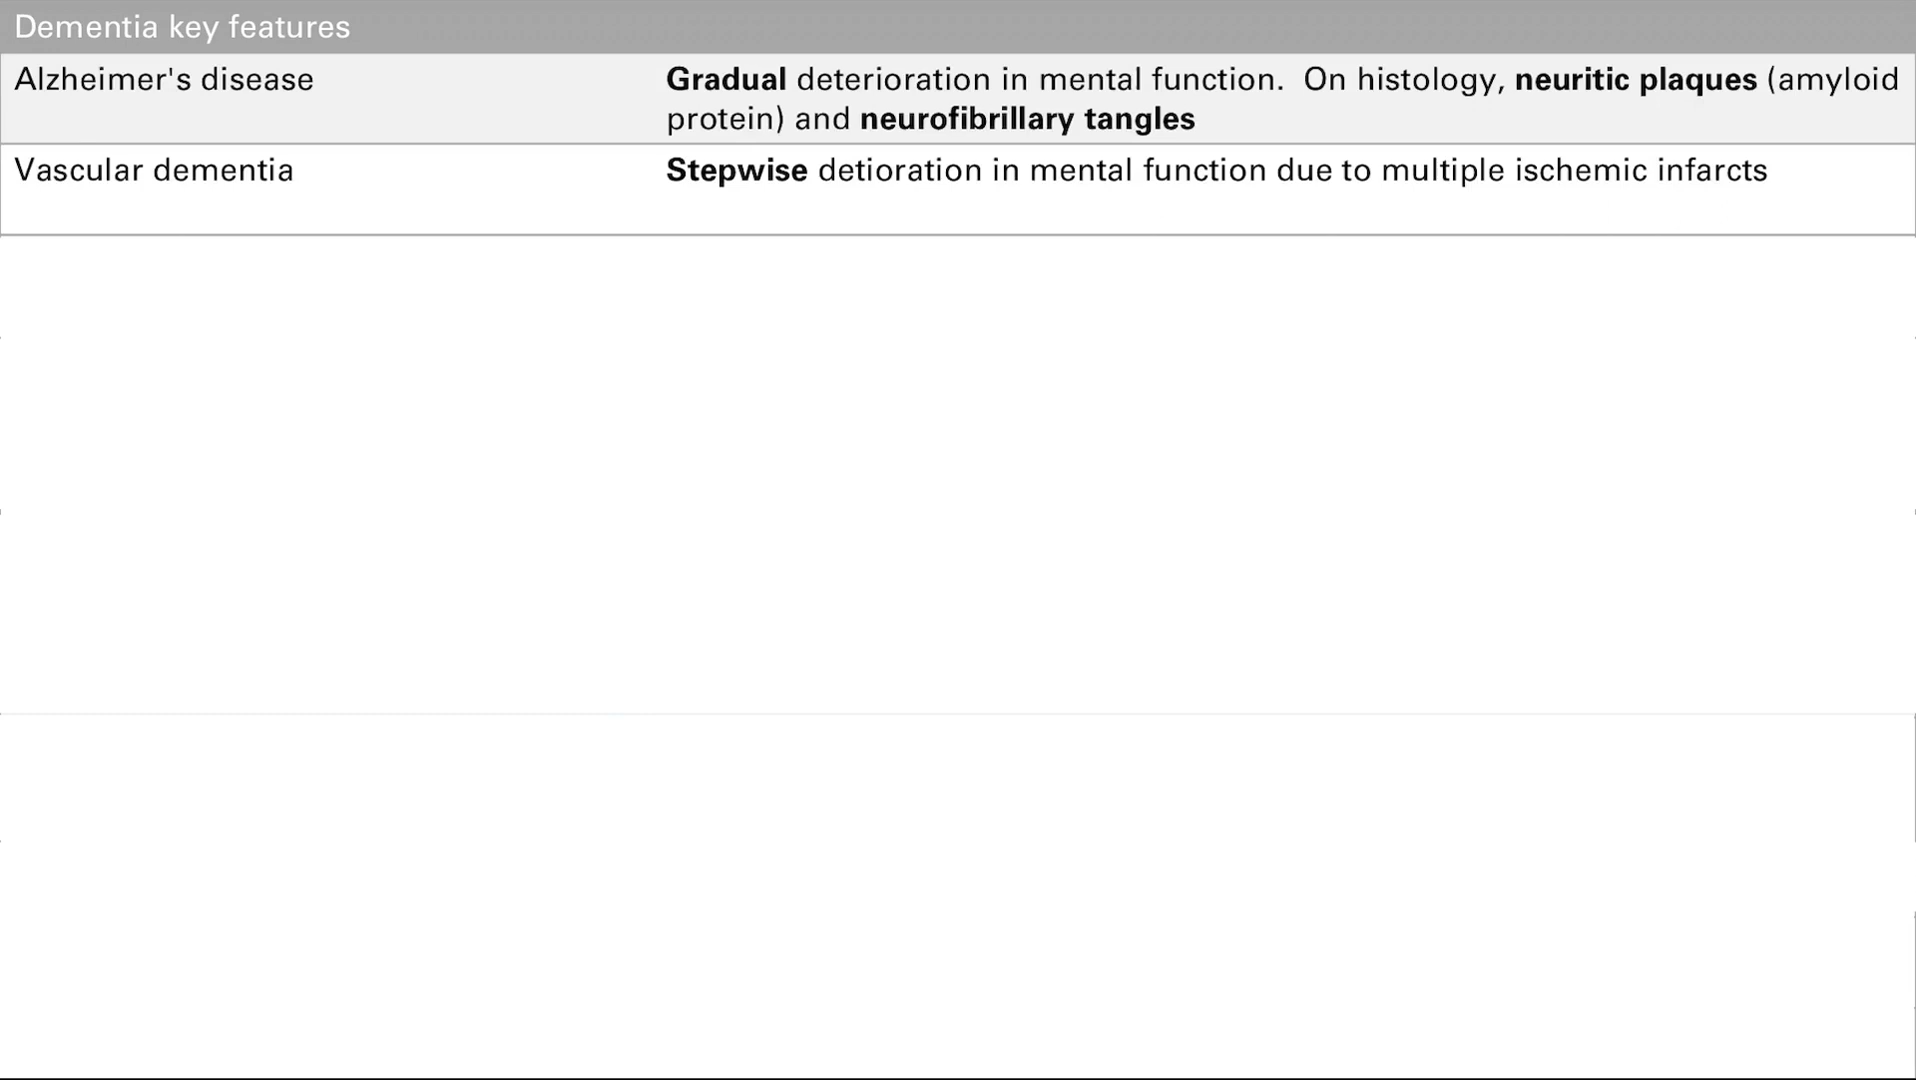 Dementia key features
Alzheimer's disease
Gradual deterioration in mental function.  On histology, neuritic plaques (amyloid
protein) and neurofibrillary tangles
Vascular dementia
Stepwise detioration in mental function due to multiple ischemic infarcts